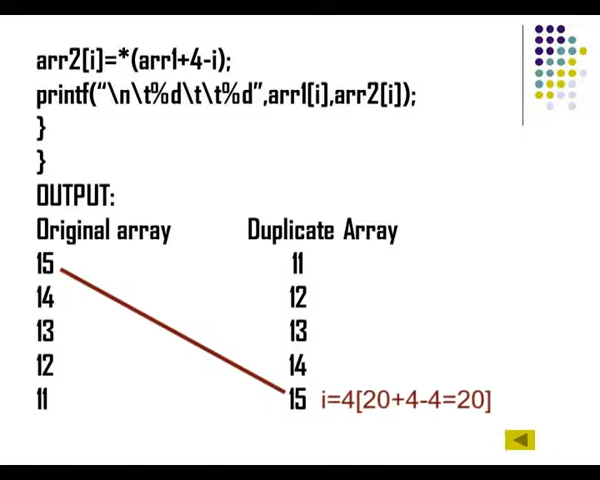 arr2[i]=*(arr1+4-i);
printf(“\n\t%d\t\t%d”,arr1[i],arr2[i]);
}
}
OUTPUT:
Original array Duplicate Array
15 11
14 12
13 13
12 14
11 15 i=4[20+4-4=20]